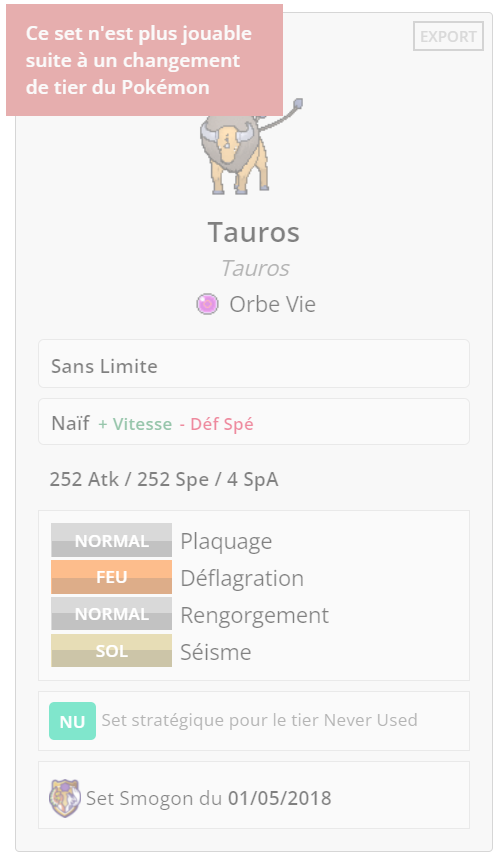 Ce set n'est plus jouable
suite à un changement
de tier du Pokémon
EXPORT
Tauros
Tauros
Orbe Vie
Sans Limite
Naïf + Vitesse - Déf Spé
252 Atk / 252 Spe / 4 SpA
NORMAL Plaquage
FEU Déflagration
NORMAL Rengorgement
SOL Séisme
NU Set stratégique pour le tier Never Used
Set Smogon du 01/05/2018